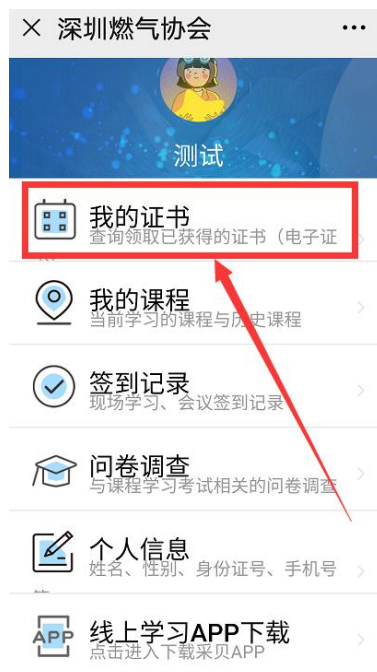 深圳燃气协会
测试
我的证书
查询领取已获得的证书（电子证
我的课程
当前学习的课程与历史课程
签到记录
现场学习、会议签到记录
问卷调查
与课程学习考试相关的问卷调查
个人信息
姓名、性别、身份证号、手机号
APP
线上学习APP下载
点击进入下载采贝APP